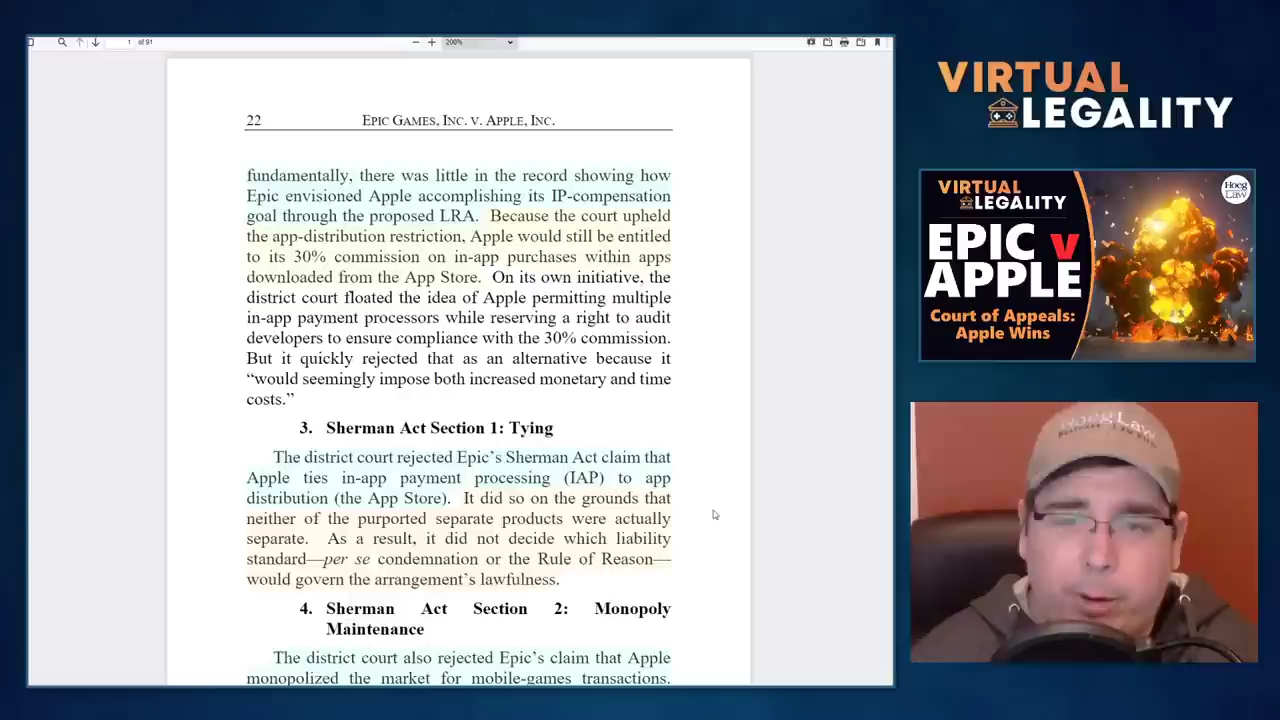 1 of 91
200%
22 EPIC GAMES, INC. V. APPLE, INC.
fundamentally, there was little in the record showing how
Epic envisioned Apple accomplishing its IP-compensation
goal through the proposed LRA. Because the court upheld
the app-distribution restriction, Apple would still be entitled
to its 30% commission on in-app purchases within apps
downloaded from the App Store. On its own initiative, the
district court floated the idea of Apple permitting multiple
in-app payment processors while reserving a right to audit
developers to ensure compliance with the 30% commission.
But it quickly rejected that as an alternative because it
“would seemingly impose both increased monetary and time
costs.”
3. Sherman Act Section 1: Tying
The district court rejected Epic’s Sherman Act claim that
Apple ties in-app payment processing (IAP) to app
distribution (the App Store). It did so on the grounds that
neither of the purported separate products were actually
separate. As a result, it did not decide which liability
standard—per se condemnation or the Rule of Reason—
would govern the arrangement’s lawfulness.
4. Sherman Act Section 2: Monopoly
Maintenance
The district court also rejected Epic’s claim that Apple
monopolized the market for mobile-games transactions.
VIRTUAL
LEGALITY
VIRTUAL
LEGALITY
Hoeg
Law
EPIC v
APPLE
Court of Appeals:
Apple Wins
Hoeg Law